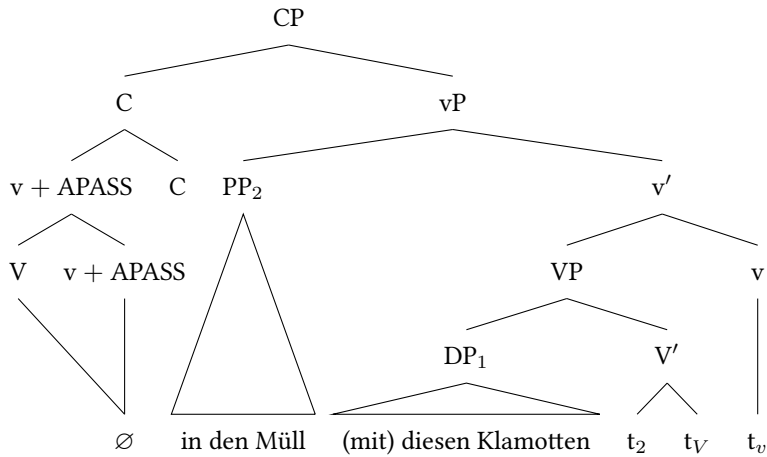 CP
C vP
v + APASS C PP₂ v′
V v + APASS VP v
DP₁ V′
∅ in den Müll (mit) diesen Klamotten t₂ t_V t_v